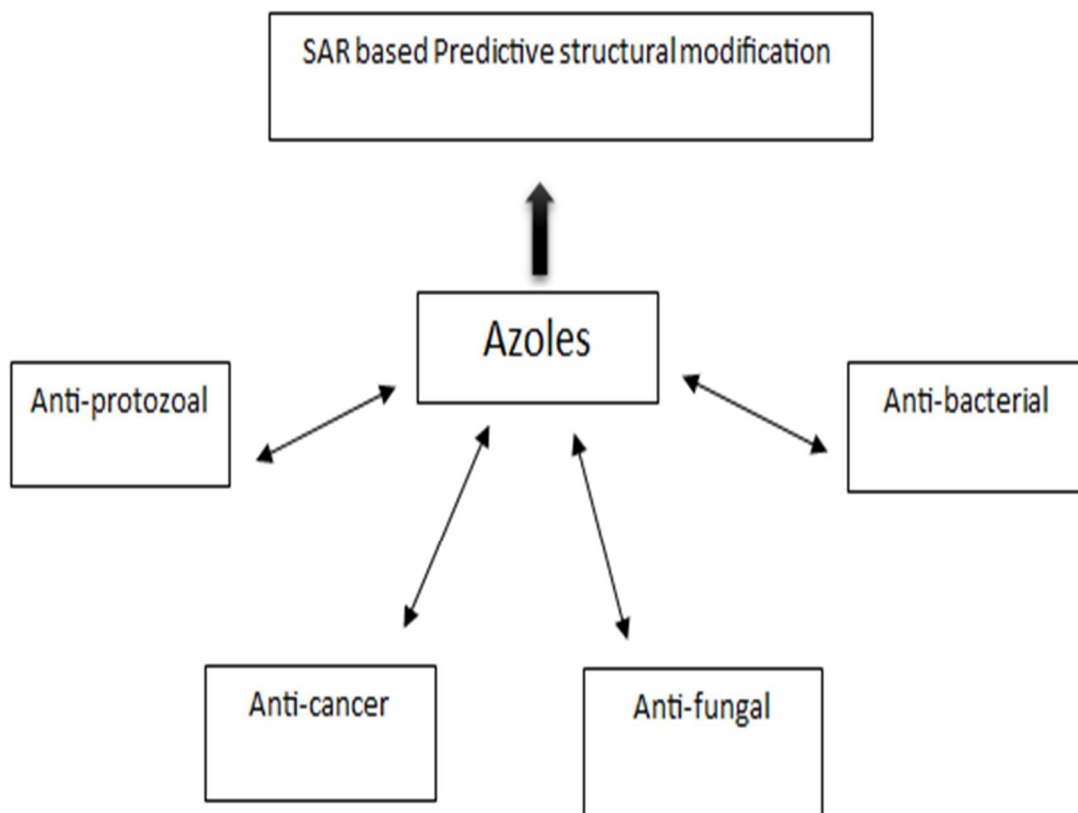 SAR based Predictive structural modification
Azoles
Anti-protozoal
Anti-bacterial
Anti-cancer
Anti-fungal